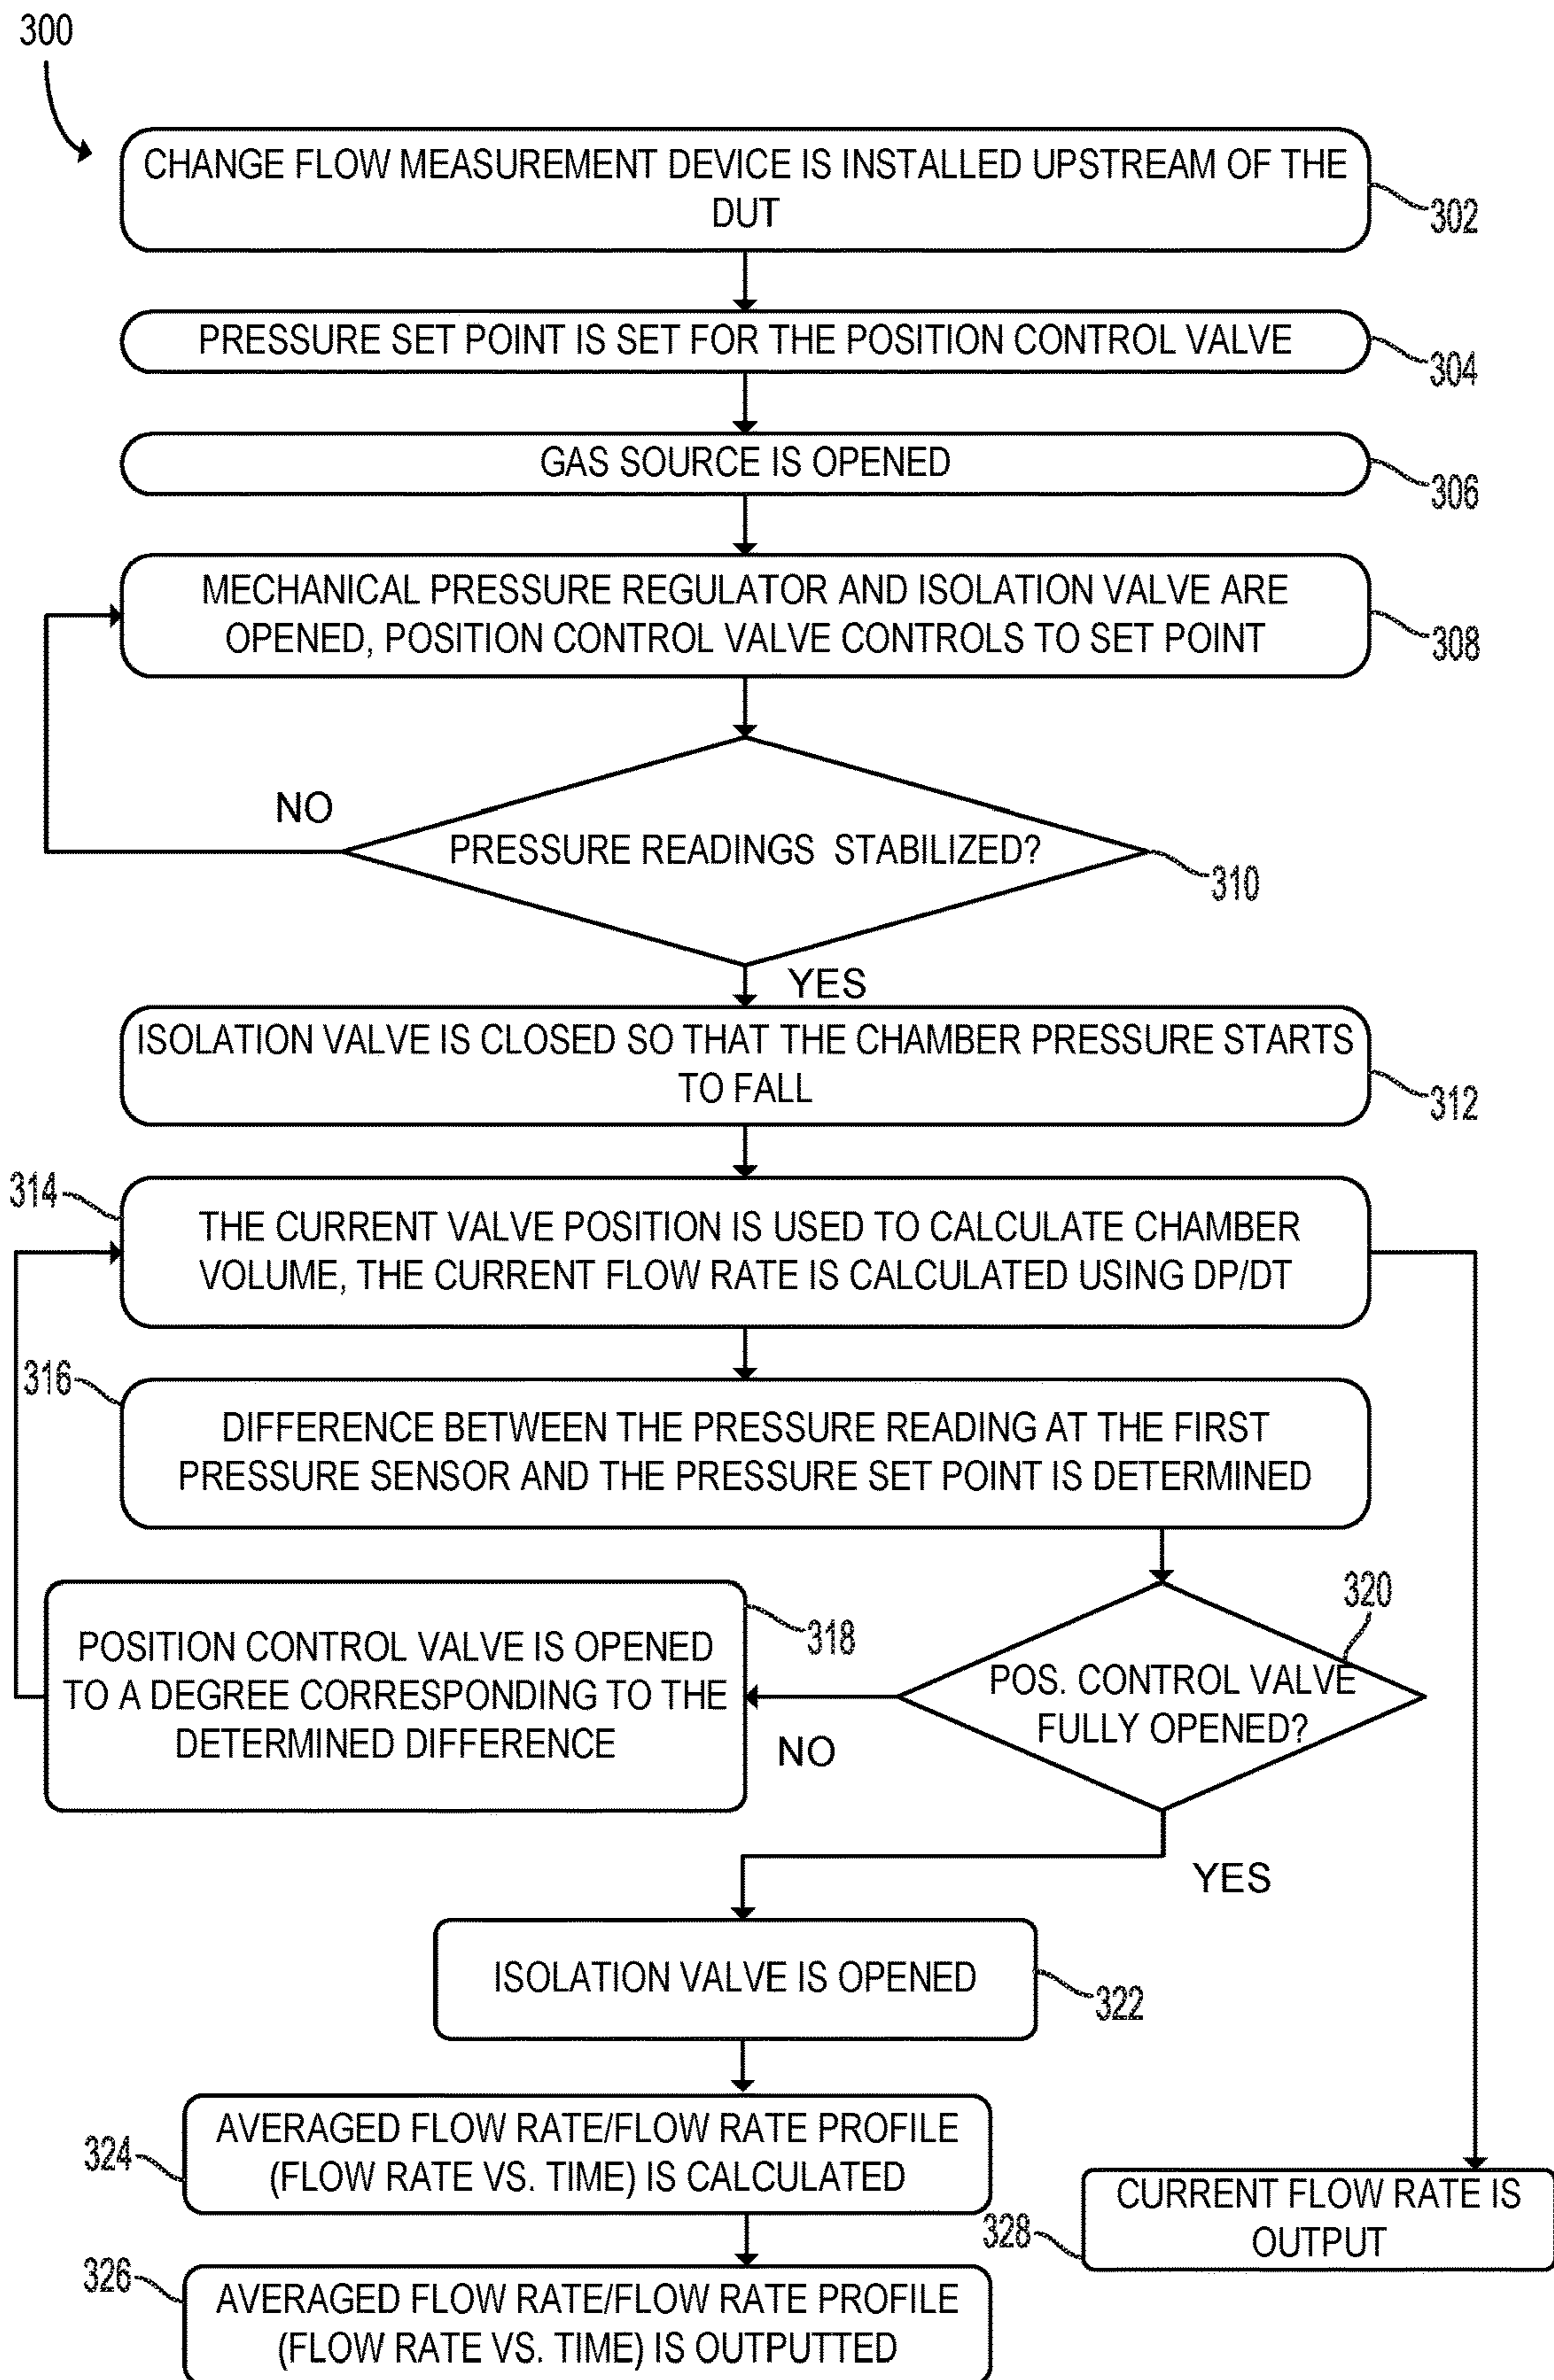 300
CHANGE FLOW MEASUREMENT DEVICE IS INSTALLED UPSTREAM OF THE
DUT
302
PRESSURE SET POINT IS SET FOR THE POSITION CONTROL VALVE
304
GAS SOURCE IS OPENED
306
MECHANICAL PRESSURE REGULATOR AND ISOLATION VALVE ARE
OPENED, POSITION CONTROL VALVE CONTROLS TO SET POINT
308
NO
PRESSURE READINGS STABILIZED?
310
YES
ISOLATION VALVE IS CLOSED SO THAT THE CHAMBER PRESSURE STARTS
TO FALL
312
314
THE CURRENT VALVE POSITION IS USED TO CALCULATE CHAMBER
VOLUME, THE CURRENT FLOW RATE IS CALCULATED USING DP/DT
316
DIFFERENCE BETWEEN THE PRESSURE READING AT THE FIRST
PRESSURE SENSOR AND THE PRESSURE SET POINT IS DETERMINED
320
POS. CONTROL VALVE
FULLY OPENED?
NO
318
POSITION CONTROL VALVE IS OPENED
TO A DEGREE CORRESPONDING TO THE
DETERMINED DIFFERENCE
YES
ISOLATION VALVE IS OPENED
322
324
AVERAGED FLOW RATE/FLOW RATE PROFILE
(FLOW RATE VS. TIME) IS CALCULATED
326
AVERAGED FLOW RATE/FLOW RATE PROFILE
(FLOW RATE VS. TIME) IS OUTPUTTED
328
CURRENT FLOW RATE IS
OUTPUT